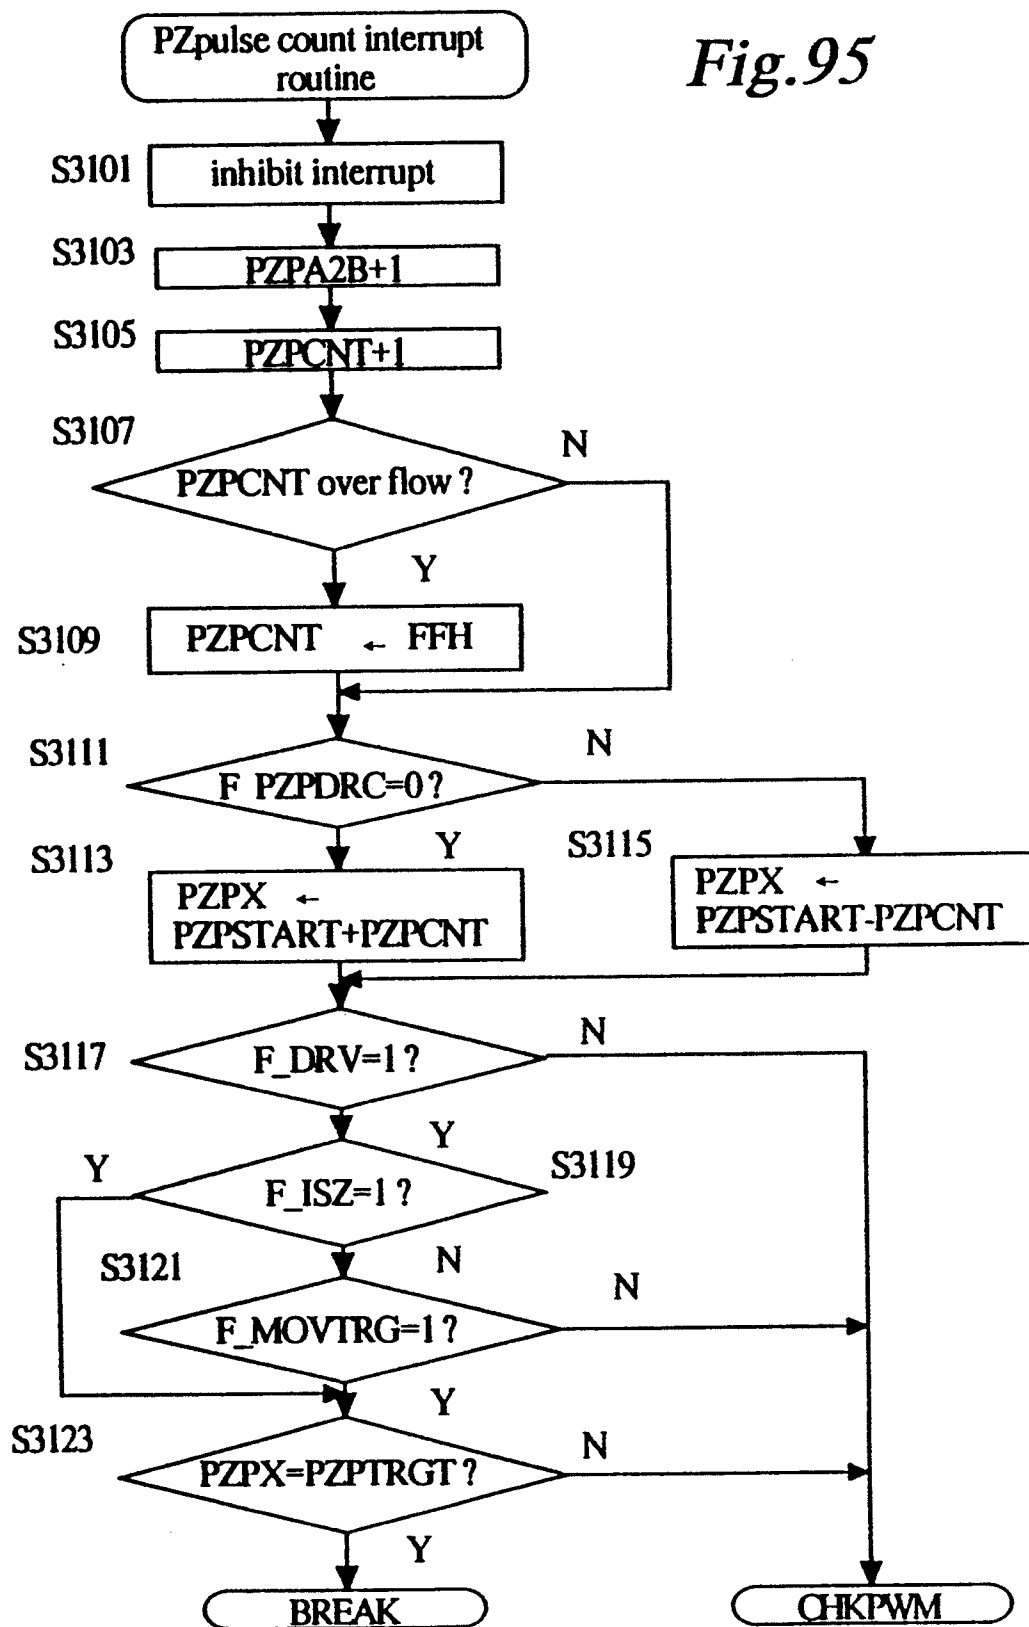 PZpulse count interrupt
routine
Fig.95
S3101
inhibit interrupt
S3103
PZPA2B+1
S3105
PZPCNT+1
S3107
PZPCNT over flow ?
N
Y
S3109
PZPCNT ← FFH
S3111
F PZPDRC=0 ?
N
Y
S3113
PZPX ←
PZPSTART+PZPCNT
S3115
PZPX ←
PZPSTART-PZPCNT
S3117
F_DRV=1 ?
N
Y
S3119
F_ISZ=1 ?
Y
N
S3121
F_MOVTRG=1 ?
N
Y
S3123
PZPX=PZPTRGT ?
N
Y
BREAK
CHKPWM